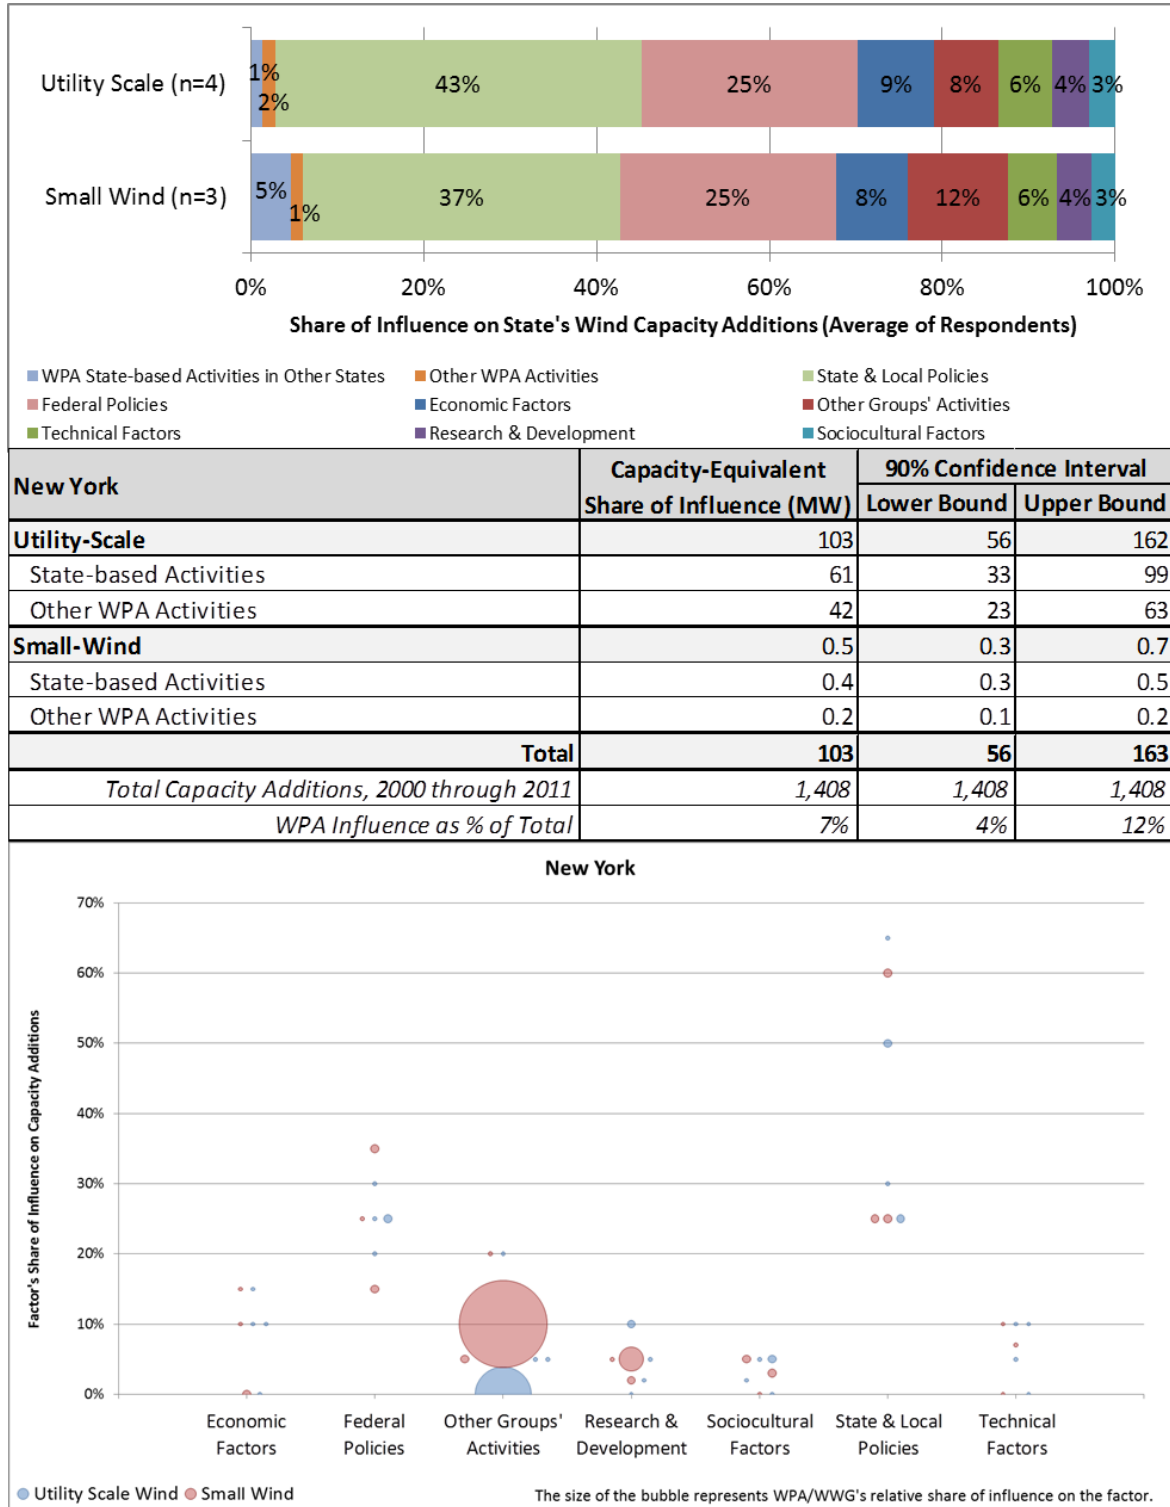 Utility Scale (n=4)
1% 2% 43% 25% 9% 8% 6% 4% 3%
Small Wind (n=3)
5% 1% 37% 25% 8% 12% 6% 4% 3%
0% 20% 40% 60% 80% 100%
Share of Influence on State's Wind Capacity Additions (Average of Respondents)
WPA State-based Activities in Other States Other WPA Activities State & Local Policies
Federal Policies Economic Factors Other Groups' Activities
Technical Factors Research & Development Sociocultural Factors
New York Capacity-Equivalent Share of Influence (MW) 90% Confidence Interval
Lower Bound Upper Bound
Utility-Scale 103 56 162
State-based Activities 61 33 99
Other WPA Activities 42 23 63
Small-Wind 0.5 0.3 0.7
State-based Activities 0.4 0.3 0.5
Other WPA Activities 0.2 0.1 0.2
Total 103 56 163
Total Capacity Additions, 2000 through 2011 1,408 1,408 1,408
WPA Influence as % of Total 7% 4% 12%
New York
Factor's Share of Influence on Capacity Additions
70%
60%
50%
40%
30%
20%
10%
0%
Economic Federal Other Groups' Research & Sociocultural State & Local Technical
Factors Policies Activities Development Factors Policies Factors
Utility Scale Wind Small Wind The size of the bubble represents WPA/WWG's relative share of influence on the factor.